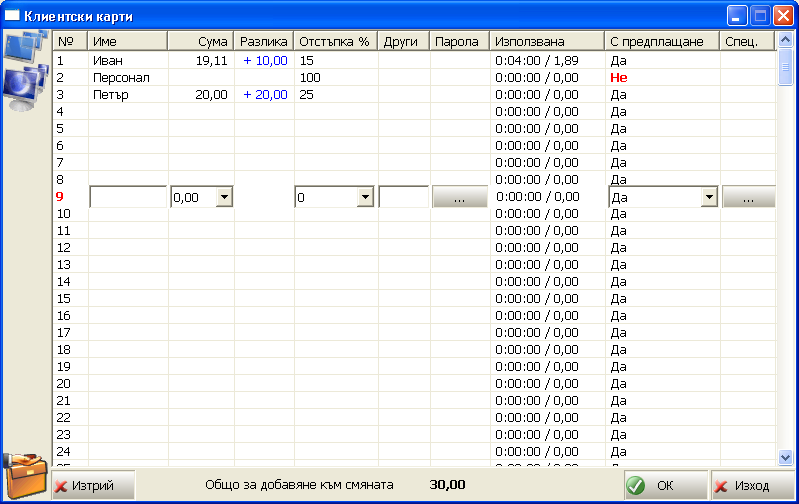 Клиентски карти
№ Име Сума Разлика Отстъпка % Други Парола Използвана С предплащане Спец.
1 Иван 19,11 + 10,00 15 0:04:00 / 1,89 Да
2 Персонал 100 0:00:00 / 0,00 Не
3 Петър 20,00 + 20,00 25 0:00:00 / 0,00 Да
4 0:00:00 / 0,00 Да
5 0:00:00 / 0,00 Да
6 0:00:00 / 0,00 Да
7 0:00:00 / 0,00 Да
8 0:00:00 / 0,00 Да
9 0,00 0 ... 0:00:00 / 0,00 Да ...
10 0:00:00 / 0,00 Да
11 0:00:00 / 0,00 Да
12 0:00:00 / 0,00 Да
13 0:00:00 / 0,00 Да
14 0:00:00 / 0,00 Да
15 0:00:00 / 0,00 Да
16 0:00:00 / 0,00 Да
17 0:00:00 / 0,00 Да
18 0:00:00 / 0,00 Да
19 0:00:00 / 0,00 Да
20 0:00:00 / 0,00 Да
21 0:00:00 / 0,00 Да
22 0:00:00 / 0,00 Да
23 0:00:00 / 0,00 Да
24 0:00:00 / 0,00 Да
Изтрий Общо за добавяне към смяната 30,00 ОК Изход